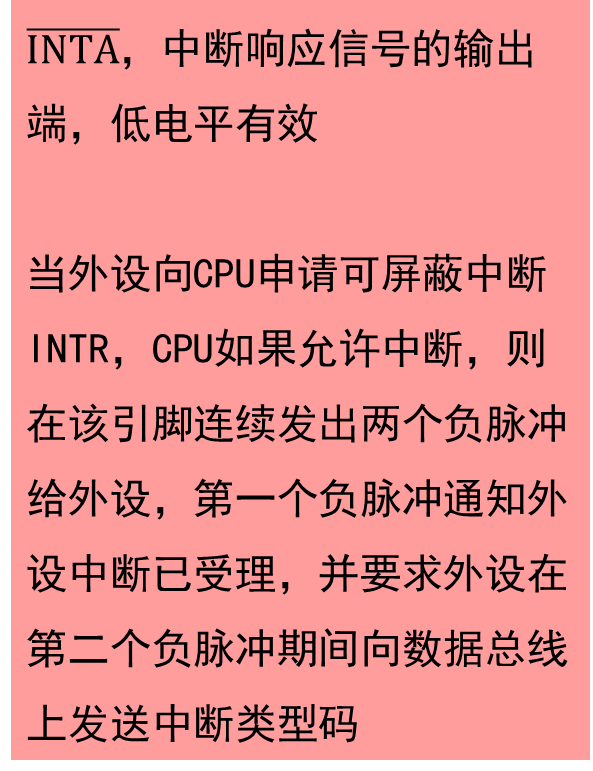 I̅N̅T̅A̅，中断响应信号的输出
端，低电平有效
当外设向CPU申请可屏蔽中断
INTR，CPU如果允许中断，则
在该引脚连续发出两个负脉冲
给外设，第一个负脉冲通知外
设中断已受理，并要求外设在
第二个负脉冲期间向数据总线
上发送中断类型码